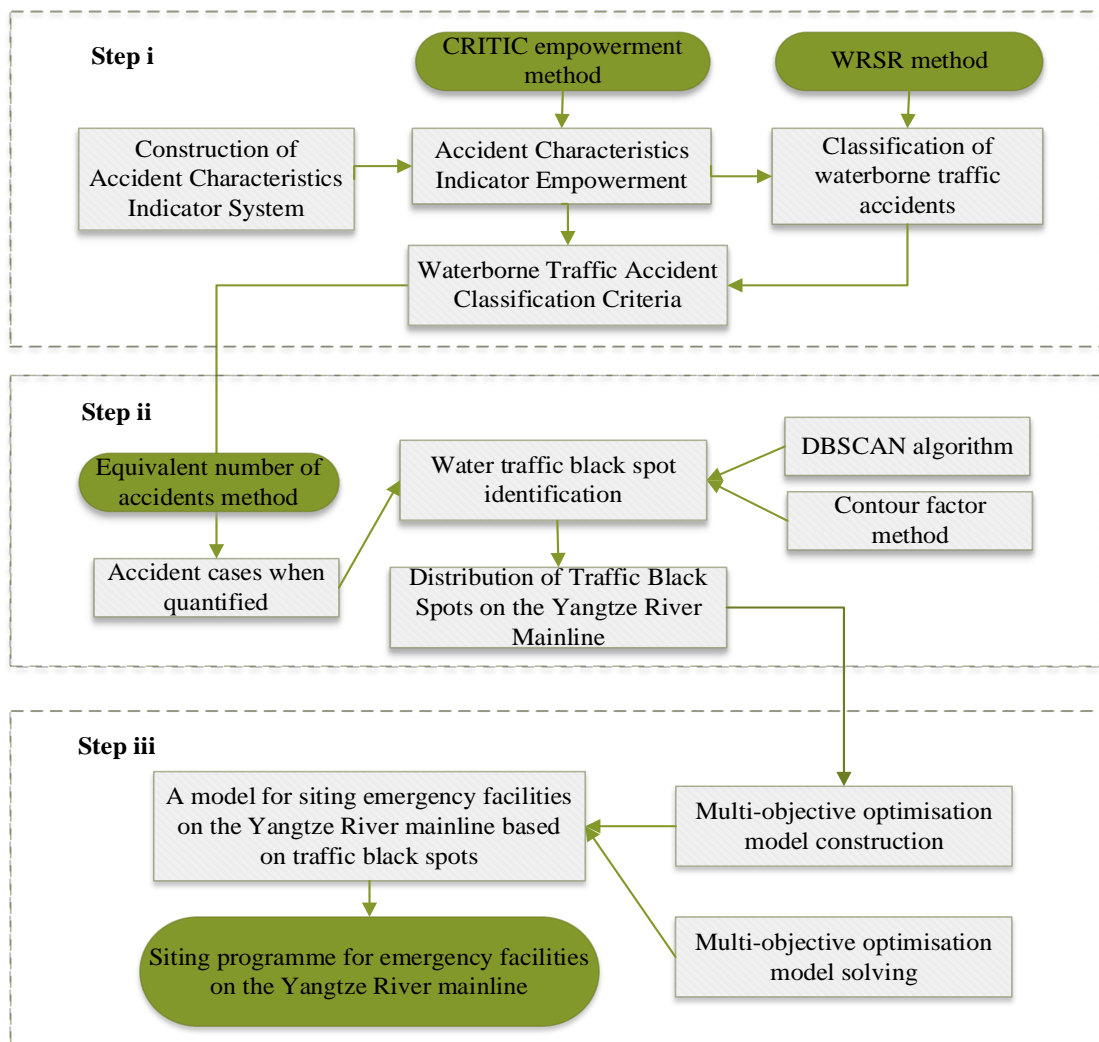 Step i
CRITIC empowerment
method
WRSR method
Construction of
Accident Characteristics
Indicator System
Accident Characteristics
Indicator Empowerment
Classification of
waterborne traffic
accidents
Waterborne Traffic Accident
Classification Criteria
Step ii
Equivalent number of
accidents method
Water traffic black spot
identification
DBSCAN algorithm
Contour factor
method
Accident cases when
quantified
Distribution of Traffic Black
Spots on the Yangtze River
Mainline
Step iii
A model for siting emergency facilities
on the Yangtze River mainline based
on traffic black spots
Multi-objective optimisation
model construction
Siting programme for emergency facilities
on the Yangtze River mainline
Multi-objective optimisation
model solving